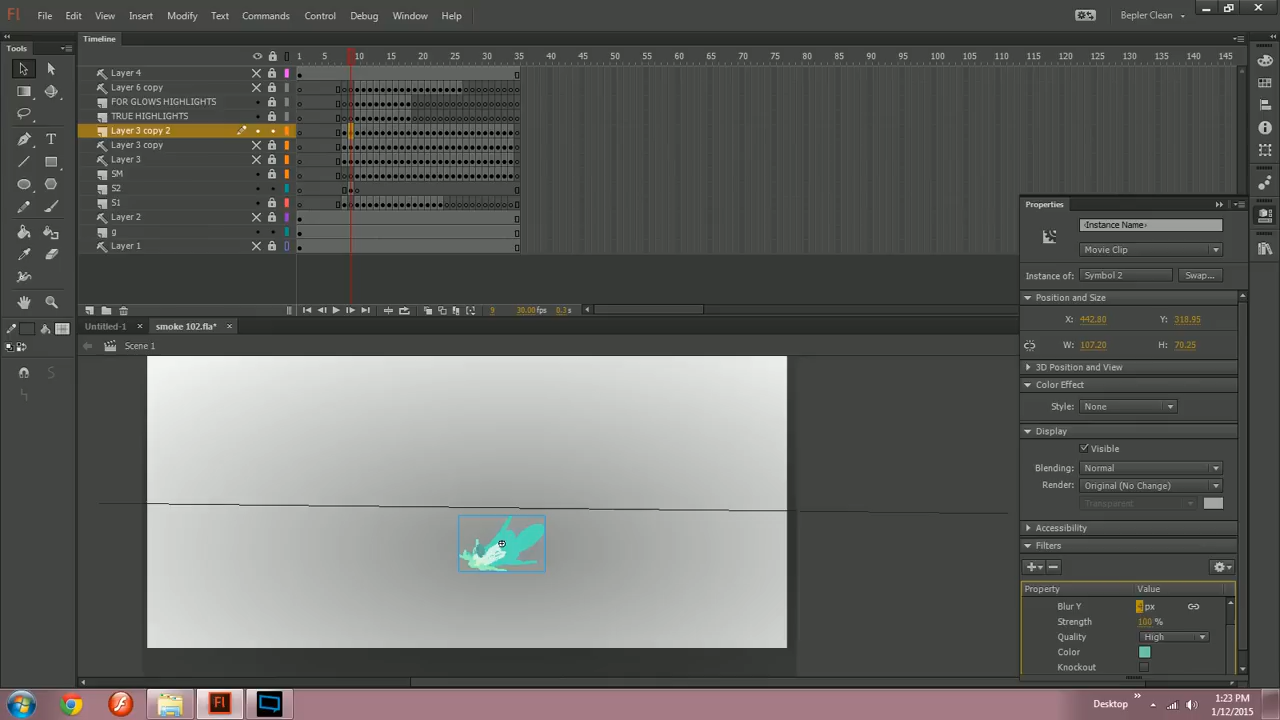 Fl File Edit View Insert Modify Text Commands Control Debug Window Help Bepler Clean
Tools Timeline
1 5 10 15 20 25 30 35 40 45 50 55 60 65 70 75 80 85 90 95 100 105 110 115 120 125 130 135 140 145
Layer 4
Layer 6 copy
FOR GLOWS HIGHLIGHTS
TRUE HIGHLIGHTS
Layer 3 copy 2
Layer 3 copy
Layer 3
SM
S2
S1
Layer 2
g
Layer 1
9 30.00fps 0.3s
Untitled-1 × smoke 102.fla* ×
Scene 1
Properties
‹Instance Name›
Movie Clip
Instance of: Symbol 2 Swap...
Position and Size
X: 442.80 Y: 318.95
W: 107.20 H: 70.25
3D Position and View
Color Effect
Style: None
Display
Visible
Blending: Normal
Render: Original (No Change)
Transparent
Accessibility
Filters
Property Value
Blur Y 4 px
Strength 100 %
Quality High
Color
Knockout
Fl Desktop » 1:23 PM
1/12/2015